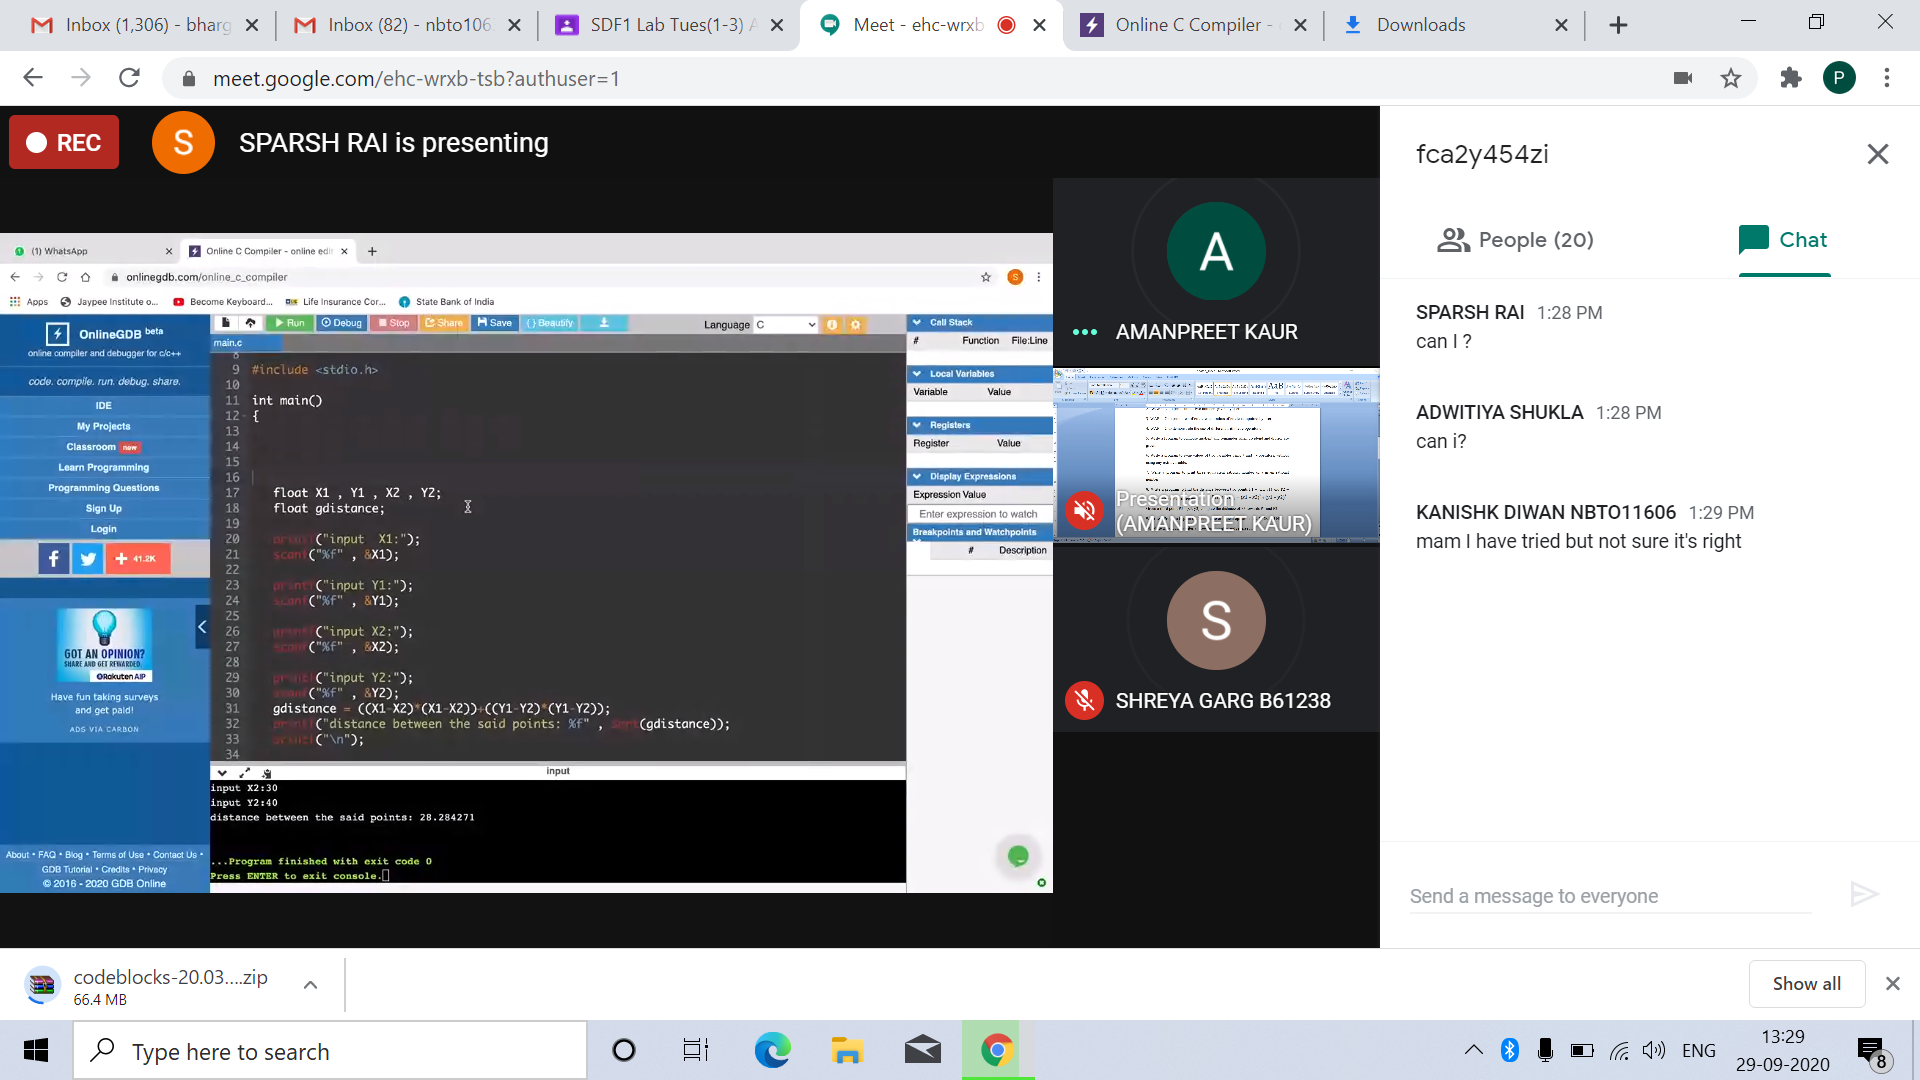 Inbox (1,306) - bharg
Inbox (82) - nbto106
SDF1 Lab Tues(1-3) A
Meet - ehc-wrxb
Online C Compiler -
Downloads
meet.google.com/ehc-wrxb-tsb?authuser=1
P
REC
S
SPARSH RAI is presenting
(1) WhatsApp
Online C Compiler - online edit
onlinegdb.com/online_c_compiler
S
Apps
Jaypee Institute o...
Become Keyboard...
Life Insurance Cor...
State Bank of India
OnlineGDB beta
online compiler and debugger for c/c++
code. compile. run. debug. share.
IDE
My Projects
Classroom new
Learn Programming
Programming Questions
Sign Up
Login
41.2K
GOT AN OPINION?
SHARE AND GET REWARDED.
Rakuten AIP
Have fun taking surveys
and get paid!
ADS VIA CARBON
About • FAQ • Blog • Terms of Use • Contact Us •
GDB Tutorial • Credits • Privacy
© 2016 - 2020 GDB Online
Run
Debug
Stop
Share
Save
{} Beautify
Language C
main.c
8
9 #include <stdio.h>
10
11 int main()
12 {
13
14
15
16
17 float X1 , Y1 , X2 , Y2;
18 float gdistance;
19
20 printf("input  X1:");
21 scanf("%f" , &X1);
22
23 printf("input Y1:");
24 scanf("%f" , &Y1);
25
26 printf("input X2:");
27 scanf("%f" , &X2);
28
29 printf("input Y2:");
30 scanf("%f" , &Y2);
31 gdistance = ((X1-X2)*(X1-X2))+((Y1-Y2)*(Y1-Y2));
32 printf("distance between the said points: %f" , sqrt(gdistance));
33 printf("\n");
34
input
input X2:30
input Y2:40
distance between the said points: 28.284271
...Program finished with exit code 0
Press ENTER to exit console.
Call Stack
# Function File:Line
Local Variables
Variable Value
Registers
Register Value
Display Expressions
Expression Value
Enter expression to watch
Breakpoints and Watchpoints
# Description
A
AMANPREET KAUR
Presentation
(AMANPREET KAUR)
S
SHREYA GARG B61238
fca2y454zi
People (20)
Chat
SPARSH RAI 1:28 PM
can I ?
ADWITIYA SHUKLA 1:28 PM
can i?
KANISHK DIWAN NBTO11606 1:29 PM
mam I have tried but not sure it's right
Send a message to everyone
codeblocks-20.03....zip
66.4 MB
Show all
Type here to search
ENG
13:29
29-09-2020
8